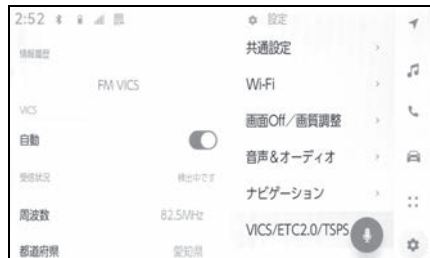 2:52
情報履歴
FM VICS
VICS
自動
受信状況 検出中です
周波数 82.5MHz
都道府県 愛知県
設定
共通設定
Wi-Fi
画面Off／画質調整
音声&オーディオ
ナビゲーション
VICS/ETC2.0/TSPS